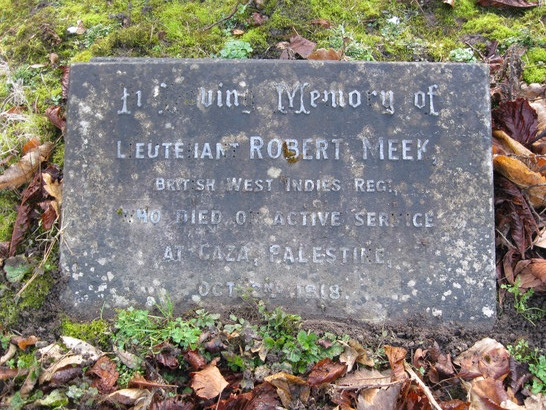 In Loving Memory of
LIEUTENANT ROBERT MEEK
BRITISH WEST INDIES REGT.
WHO DIED ON ACTIVE SERVICE
AT GAZA, PALESTINE,
OCT. 1918.